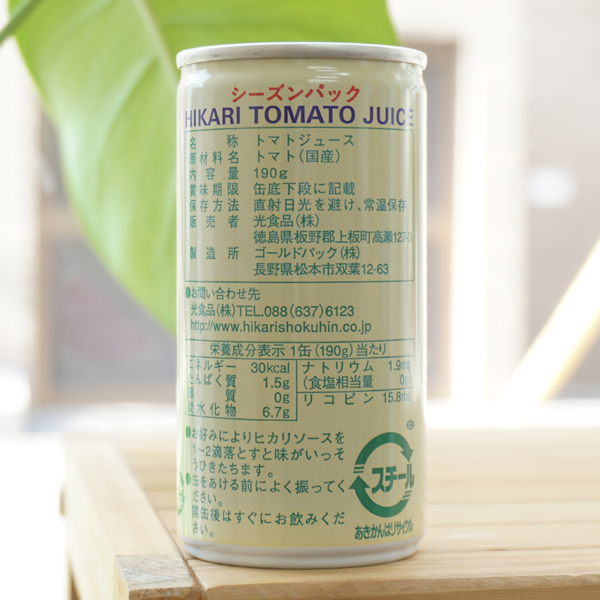 シーズンパック
HIKARI TOMATO JUICE
名称 トマトジュース
原材料名 トマト(国産)
内容量 190g
賞味期限 缶底下段に記載
保存方法 直射日光を避け、常温保存
販売者 光食品(株)
徳島県板野郡上板町高瀬127-3
製造所 ゴールドパック(株)
長野県松本市双葉12-63
●お問い合わせ先
光食品(株)TEL.088(637)6123
http://www.hikarishokuhin.co.jp
栄養成分表示 1缶(190g)当たり
エネルギー 30kcal
たんぱく質 1.5g
脂質 0g
炭水化物 6.7g
ナトリウム 1.9mg
(食塩相当量 0g)
リコピン 15.8mg
●お好みによりヒカリソースを
1〜2滴落とすと味がいっそ
うひきたちます。
●缶をあける前によく振ってく
ださい。
開缶後はすぐにお飲みくだ
さい。
スチール
あきかんはリサイクル